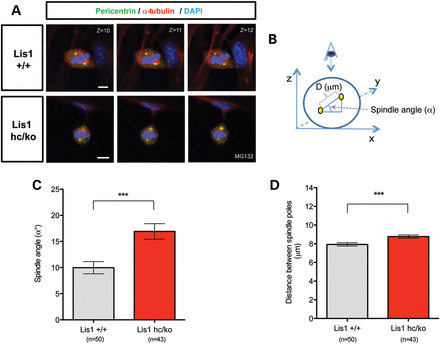 A
Pericentrin / α-tubulin / DAPI
Lis1
+/+
Z=10
Z=11
Z=12
Lis1
hc/ko
MG132
B
z
y
x
D (μm)
Spindle angle (α)
C
Spindle angle (α°)
20
15
10
5
0
***
Lis1 +/+
(n=50)
Lis1 hc/ko
(n=43)
D
Distance between spindle poles
(μm)
16
14
12
10
8
6
4
2
0
***
Lis1 +/+
(n=50)
Lis1 hc/ko
(n=43)